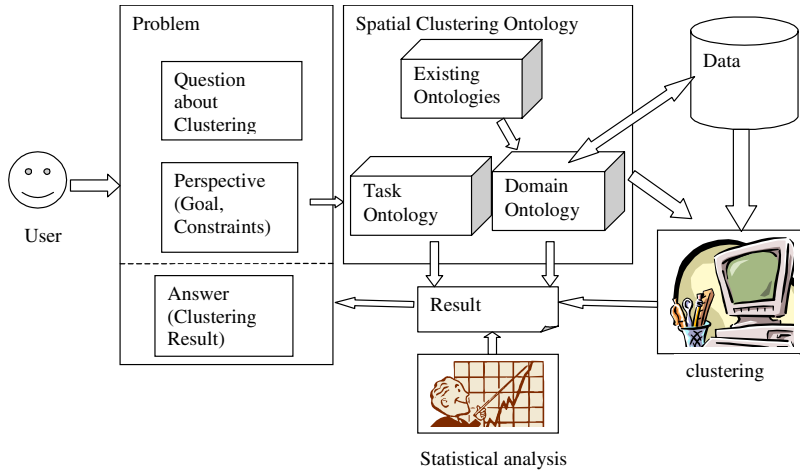 Problem
Question
about
Clustering
Perspective
(Goal,
Constraints)
Answer
(Clustering
Result)
User
Spatial Clustering Ontology
Existing
Ontologies
Task
Ontology
Domain
Ontology
Data
Result
clustering
Statistical analysis